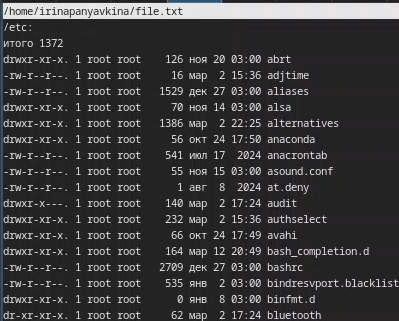 /home/irinapanyavkina/file.txt
/etc:
итого 1372
drwxr-xr-x. 1 root root    126 ноя 20 03:00 abrt
-rw-r--r--. 1 root root     16 мар  2 15:36 adjtime
-rw-r--r--. 1 root root   1529 дек 27 03:00 aliases
drwxr-xr-x. 1 root root     70 ноя 14 03:00 alsa
drwxr-xr-x. 1 root root   1386 мар  2 22:25 alternatives
drwxr-xr-x. 1 root root     56 окт 24 17:50 anaconda
-rw-r--r--. 1 root root    541 июл 17  2024 anacrontab
-rw-r--r--. 1 root root     55 ноя 15 03:00 asound.conf
-rw-r--r--. 1 root root      1 авг  8  2024 at.deny
drwxr-x---. 1 root root    140 мар  2 17:24 audit
drwxr-xr-x. 1 root root    232 мар  2 15:36 authselect
drwxr-xr-x. 1 root root     66 окт 24 17:49 avahi
drwxr-xr-x. 1 root root    164 мар 12 20:49 bash_completion.d
-rw-r--r--. 1 root root   2709 дек 27 03:00 bashrc
-rw-r--r--. 1 root root    535 янв  2 03:00 bindresvport.blacklist
drwxr-xr-x. 1 root root      0 янв  8 03:00 binfmt.d
dr-xr-xr-x. 1 root root     62 мар  2 17:24 bluetooth